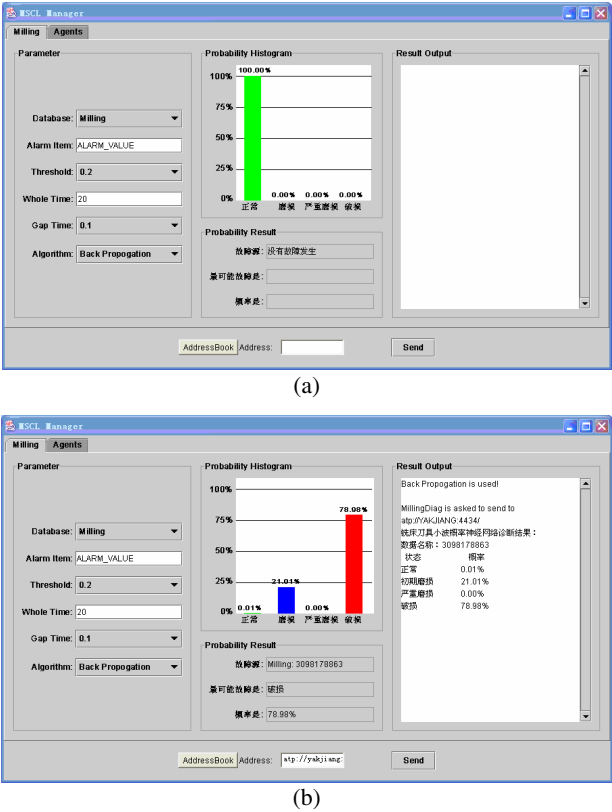 MSCL Manager
Milling Agents
Parameter
Database: Milling
Alarm Item: ALARM_VALUE
Threshold: 0.2
Whole Time: 20
Gap Time: 0.1
Algorithm: Back Propogation
Probability Histogram
100.00%
100%
75%
50%
25%
0.00% 0.00% 0.00%
0%
正常 磨损 严重磨损 破损
Probability Result
故障源: 没有故障发生
最可能故障是:
概率是:
Result Output
AddressBook Address: Send
(a)
MSCL Manager
Milling Agents
Parameter
Database: Milling
Alarm Item: ALARM_VALUE
Threshold: 0.2
Whole Time: 20
Gap Time: 0.1
Algorithm: Back Propogation
Probability Histogram
100%
78.98%
75%
50%
25%
21.01%
0.01% 0.00%
0%
正常 磨损 严重磨损 破损
Probability Result
故障源: Milling: 3098178863
最可能故障是: 破损
概率是: 78.98%
Result Output
Back Propogation is used!
MillingDiag is asked to send to
atp://YAKJIANG:4434/
铣床刀具小波概率神经网络诊断结果：
数据名称：3098178863
状态 概率
正常 0.01%
初期磨损 21.01%
严重磨损 0.00%
破损 78.98%
AddressBook Address: atp://yakjiang: Send
(b)